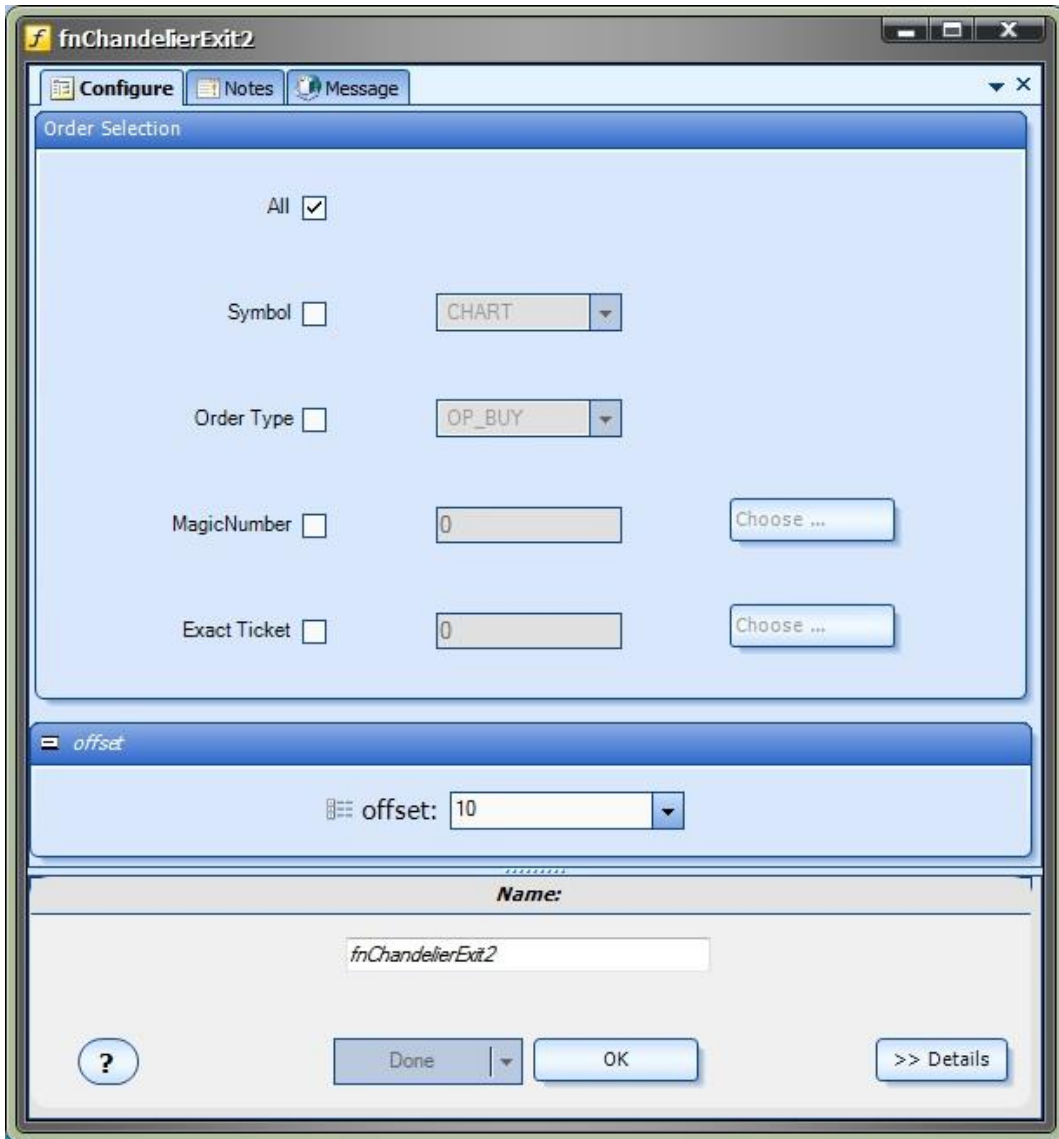 fnChandelierExit2
Configure Notes Message
Order Selection
All
Symbol CHART
Order Type OP_BUY
MagicNumber 0 Choose ...
Exact Ticket 0 Choose ...
offset
offset: 10
Name:
fnChandelierExit2
? Done OK >> Details